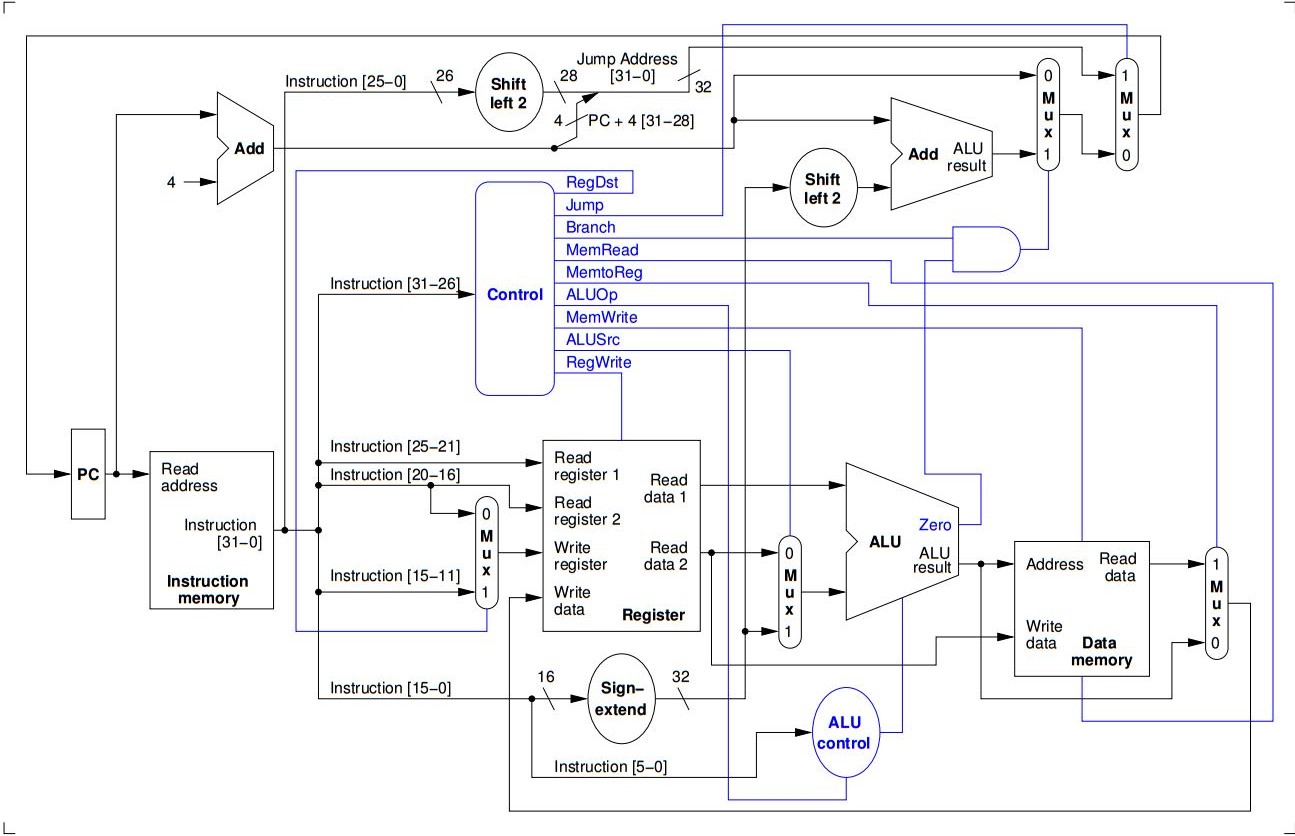 Instruction [25–0]
26
Shift
left 2
28
Jump Address
[31–0]
32
4
PC + 4 [31–28]
Add
4
0
M
u
x
1
1
M
u
x
0
Add
ALU
result
Shift
left 2
RegDst
Jump
Branch
MemRead
MemtoReg
ALUOp
MemWrite
ALUSrc
RegWrite
Control
Instruction [31–26]
Instruction [25–21]
Instruction [20–16]
Instruction [15–11]
Instruction [15–0]
PC
Read
address
Instruction
[31–0]
Instruction
memory
0
M
u
x
1
Read
register 1
Read
register 2
Write
register
Write
data
Read
data 1
Read
data 2
Register
0
M
u
x
1
Zero
ALU
ALU
result
Address
Read
data
Write
data
Data
memory
1
M
u
x
0
16
Sign–
extend
32
ALU
control
Instruction [5–0]